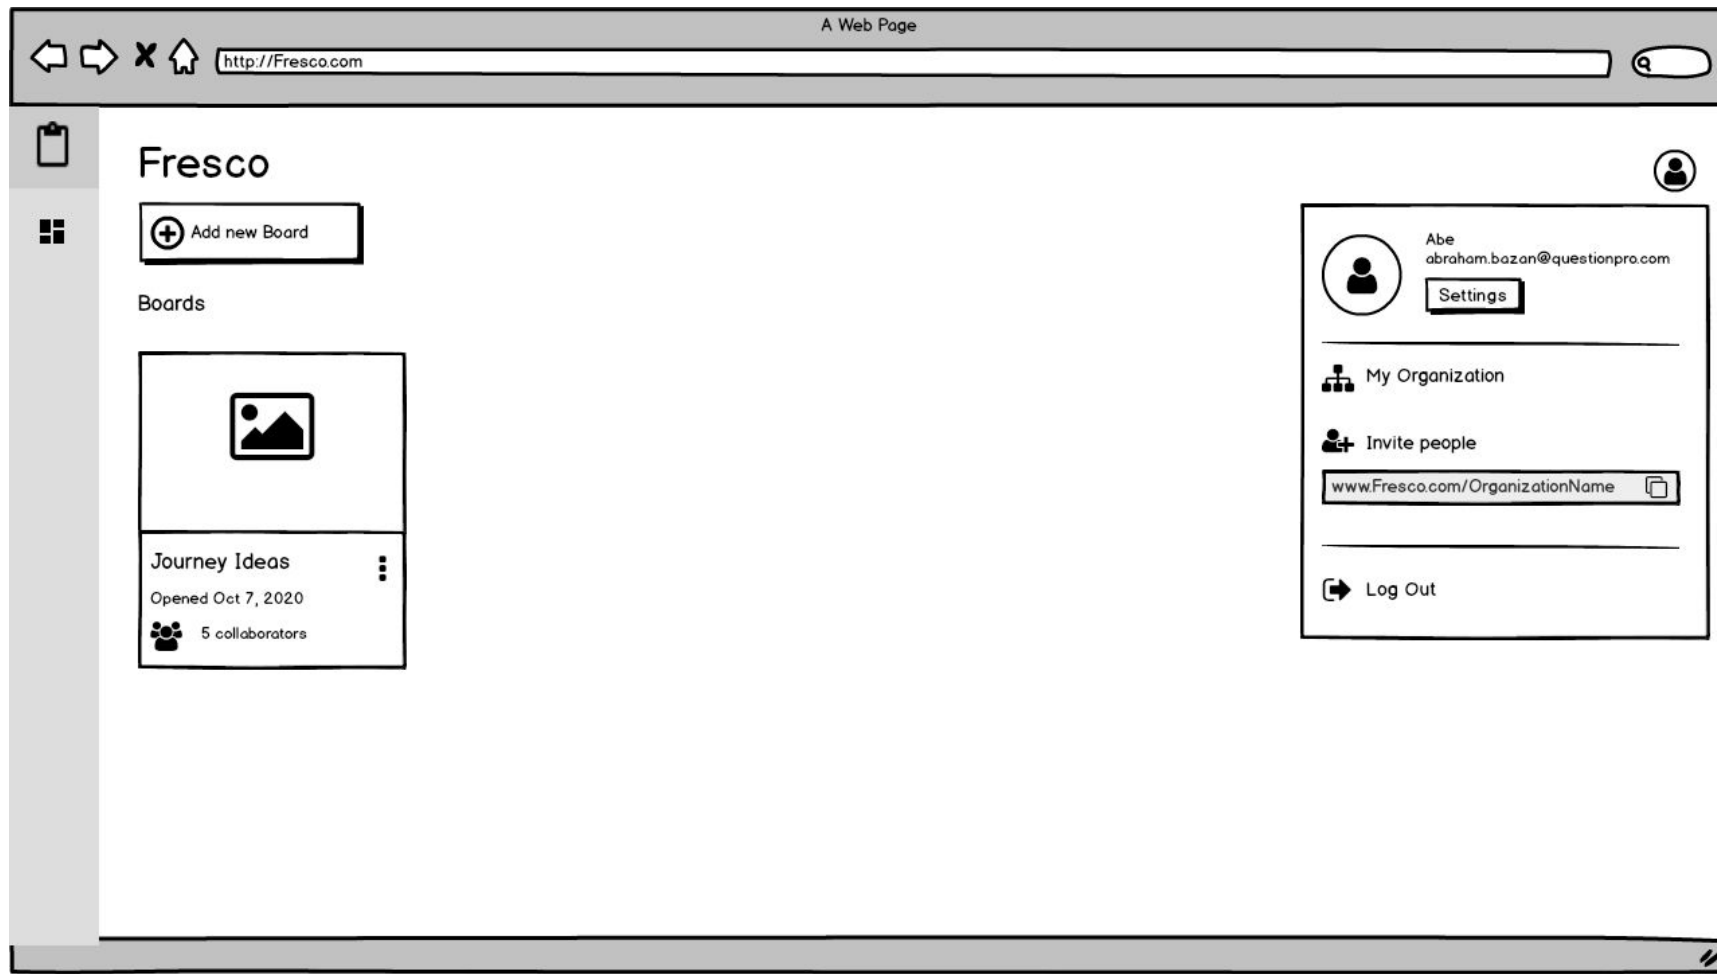 A Web Page
http://Fresco.com
Fresco
Add new Board
Boards
Journey Ideas
Opened Oct 7, 2020
5 collaborators
Abe
abraham.bazan@questionpro.com
Settings
My Organization
Invite people
www.Fresco.com/OrganizationName
Log Out